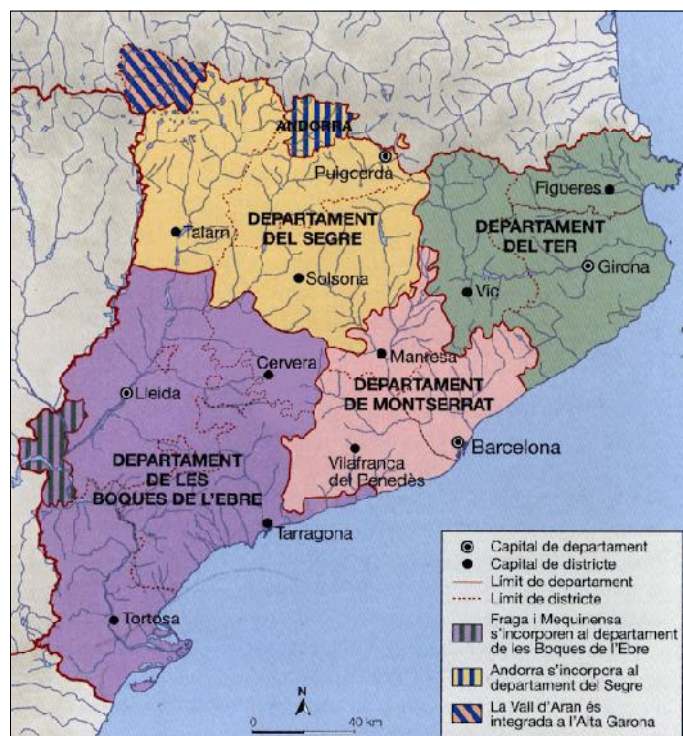 ANDORRA
Puigcerdà
Figueres
DEPARTAMENT
DEL SEGRE
DEPARTAMENT
DEL TER
Talarn
Girona
Solsona
Vic
Manresa
Cervera
DEPARTAMENT
DE MONTSERRAT
Lleida
Barcelona
DEPARTAMENT
DE LES
BOQUES DE L'EBRE
Vilafranca
del Penedès
Tarragona
Tortosa
Capital de departament
Capital de districte
Límit de departament
Límit de districte
Fraga i Mequinensa
s'incorporen al departament
de les Boques de l'Ebre
Andorra s'incorpora al
departament del Segre
La Vall d'Aran és
integrada a l'Alta Garona
N
0 40 km